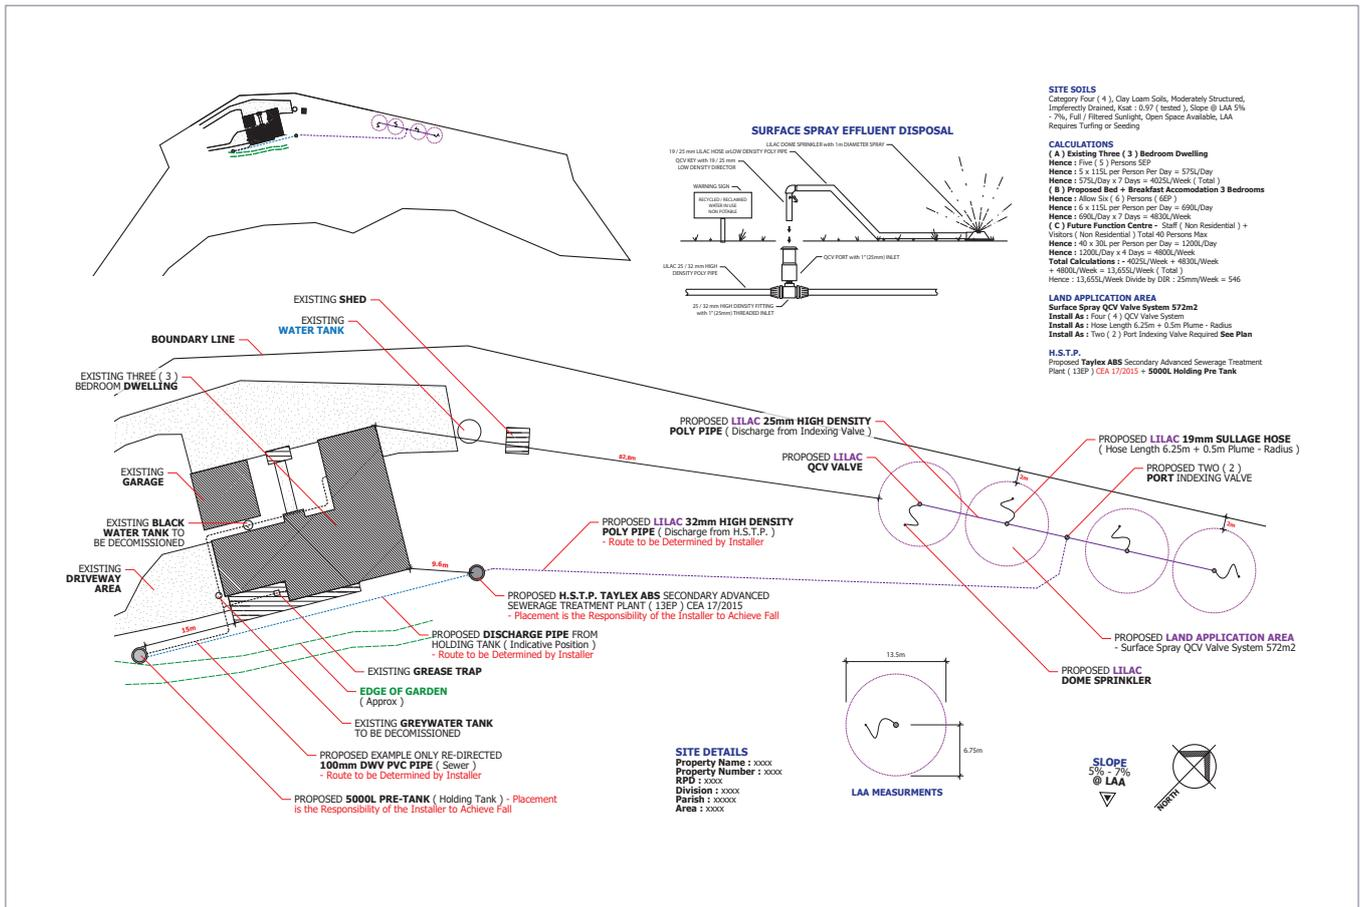 SITE SOILS
Category Four ( 4 ), Clay Loam Soils, Moderately Structured,
Impferectly Drained, Ksat : 0.97 ( tested ), Slope @ LAA 5%
- 7%, Full / Filtered Sunlight, Open Space Available, LAA
Requires Turfing or Seeding
CALCULATIONS
( A ) Existing Three ( 3 ) Bedroom Dwelling
Hence : Five ( 5 ) Persons SEP
Hence : 5 x 115L per Person Per Day = 575L/Day
Hence : 575L/Day x 7 Days = 4025L/Week ( Total )
( B ) Proposed Bed + Breakfast Accomodation 3 Bedrooms
Hence : Allow Six ( 6 ) Persons ( 6EP )
Hence : 6 x 115L per Person per Day = 690L/Day
Hence : 690L/Day x 7 Days = 4830L/Week
( C ) Future Function Centre - Staff ( Non Residential ) +
Visitors ( Non Residential ) Total 40 Persons Max
Hence : 40 x 30L per Person per Day = 1200L/Day
Hence : 1200L/Day x 4 Days = 4800L/Week
Total Calculations : - 4025L/Week + 4830L/Week
+ 4800L/Week = 13,655L/Week ( Total )
Hence : 13,655L/Week Divide by DIR : 25mm/Week = 546
LAND APPLICATION AREA
Surface Spray QCV Valve System 572m2
Install As : Four ( 4 ) QCV Valve System
Install As : Hose Length 6.25m + 0.5m Plume - Radius
Install As : Two ( 2 ) Port Indexing Valve Required See Plan
H.S.T.P.
Proposed Taylex ABS Secondary Advanced Sewerage Treatment
Plant ( 13EP ) CEA 17/2015 + 5000L Holding Pre Tank
SURFACE SPRAY EFFLUENT DISPOSAL
LILAC DOME SPRINKLER with 1m DIAMETER SPRAY
19 / 25 mm LILAC HOSE or LOW DENSITY POLY PIPE
QCV KEY with 19 / 25 mm
LOW DENSITY DIRECTOR
WARNING SIGN
RECYCLED / RECLAIMED
WATER IN USE
NON POTABLE
QCV PORT with 1" (25mm) INLET
LILAC 25 / 32 mm HIGH
DENSITY POLY PIPE
25 / 32 mm HIGH DENSITY FITTING
with 1" (25mm) THREADED INLET
EXISTING SHED
EXISTING
WATER TANK
BOUNDARY LINE
EXISTING THREE ( 3 )
BEDROOM DWELLING
EXISTING
GARAGE
EXISTING BLACK
WATER TANK TO
BE DECOMISSIONED
EXISTING
DRIVEWAY
AREA
82.8m
9.6m
15m
2m
2m
PROPOSED LILAC 25mm HIGH DENSITY
POLY PIPE ( Discharge from Indexing Valve )
PROPOSED LILAC
QCV VALVE
PROPOSED LILAC 19mm SULLAGE HOSE
( Hose Length 6.25m + 0.5m Plume - Radius )
PROPOSED TWO ( 2 )
PORT INDEXING VALVE
PROPOSED LILAC 32mm HIGH DENSITY
POLY PIPE ( Discharge from H.S.T.P. )
- Route to be Determined by Installer
PROPOSED H.S.T.P. TAYLEX ABS SECONDARY ADVANCED
SEWERAGE TREATMENT PLANT ( 13EP ) CEA 17/2015
- Placement is the Responsibility of the Installer to Achieve Fall
PROPOSED DISCHARGE PIPE FROM
HOLDING TANK ( Indicative Position )
- Route to be Determined by Installer
EXISTING GREASE TRAP
EDGE OF GARDEN
( Approx )
EXISTING GREYWATER TANK
TO BE DECOMISSIONED
PROPOSED EXAMPLE ONLY RE-DIRECTED
100mm DWV PVC PIPE ( Sewer )
- Route to be Determined by Installer
PROPOSED 5000L PRE-TANK ( Holding Tank ) - Placement
is the Responsibility of the Installer to Achieve Fall
PROPOSED LAND APPLICATION AREA
- Surface Spray QCV Valve System 572m2
PROPOSED LILAC
DOME SPRINKLER
13.5m
6.75m
LAA MEASURMENTS
SITE DETAILS
Property Name : xxxx
Property Number : xxxx
RPD : xxxx
Division : xxxx
Parish : xxxxx
Area : xxxx
SLOPE
5% - 7%
@ LAA
NORTH